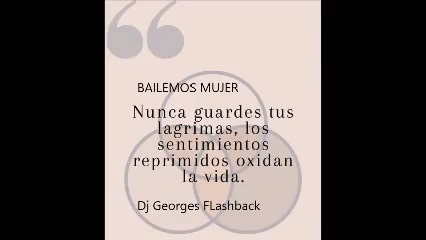 BAILEMOS MUJER
Nunca guardes tus
lagrimas, los
sentimientos
reprimidos oxidan
la vida.
Dj Georges FLashback